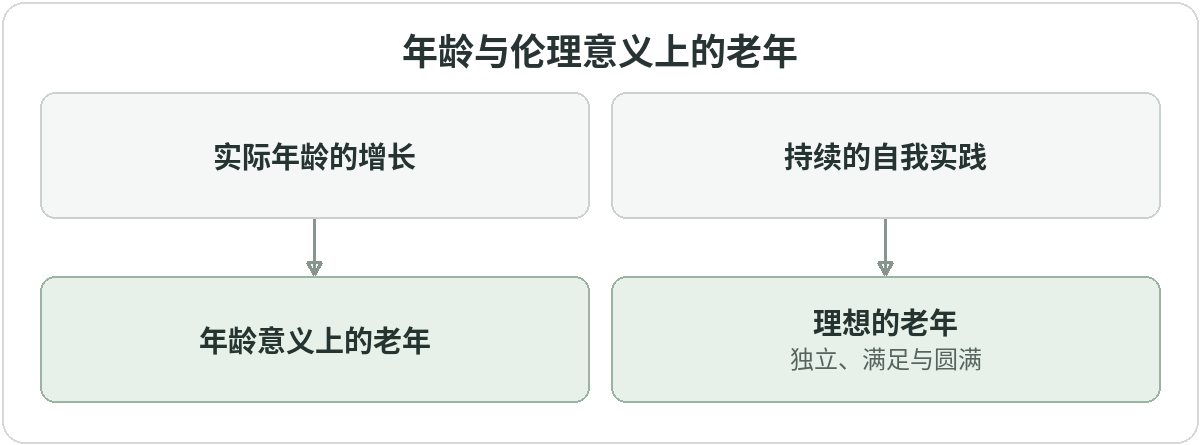 年龄与伦理意义上的老年
实际年龄的增长
持续的自我实践
年龄意义上的老年
理想的老年
独立、满足与圆满